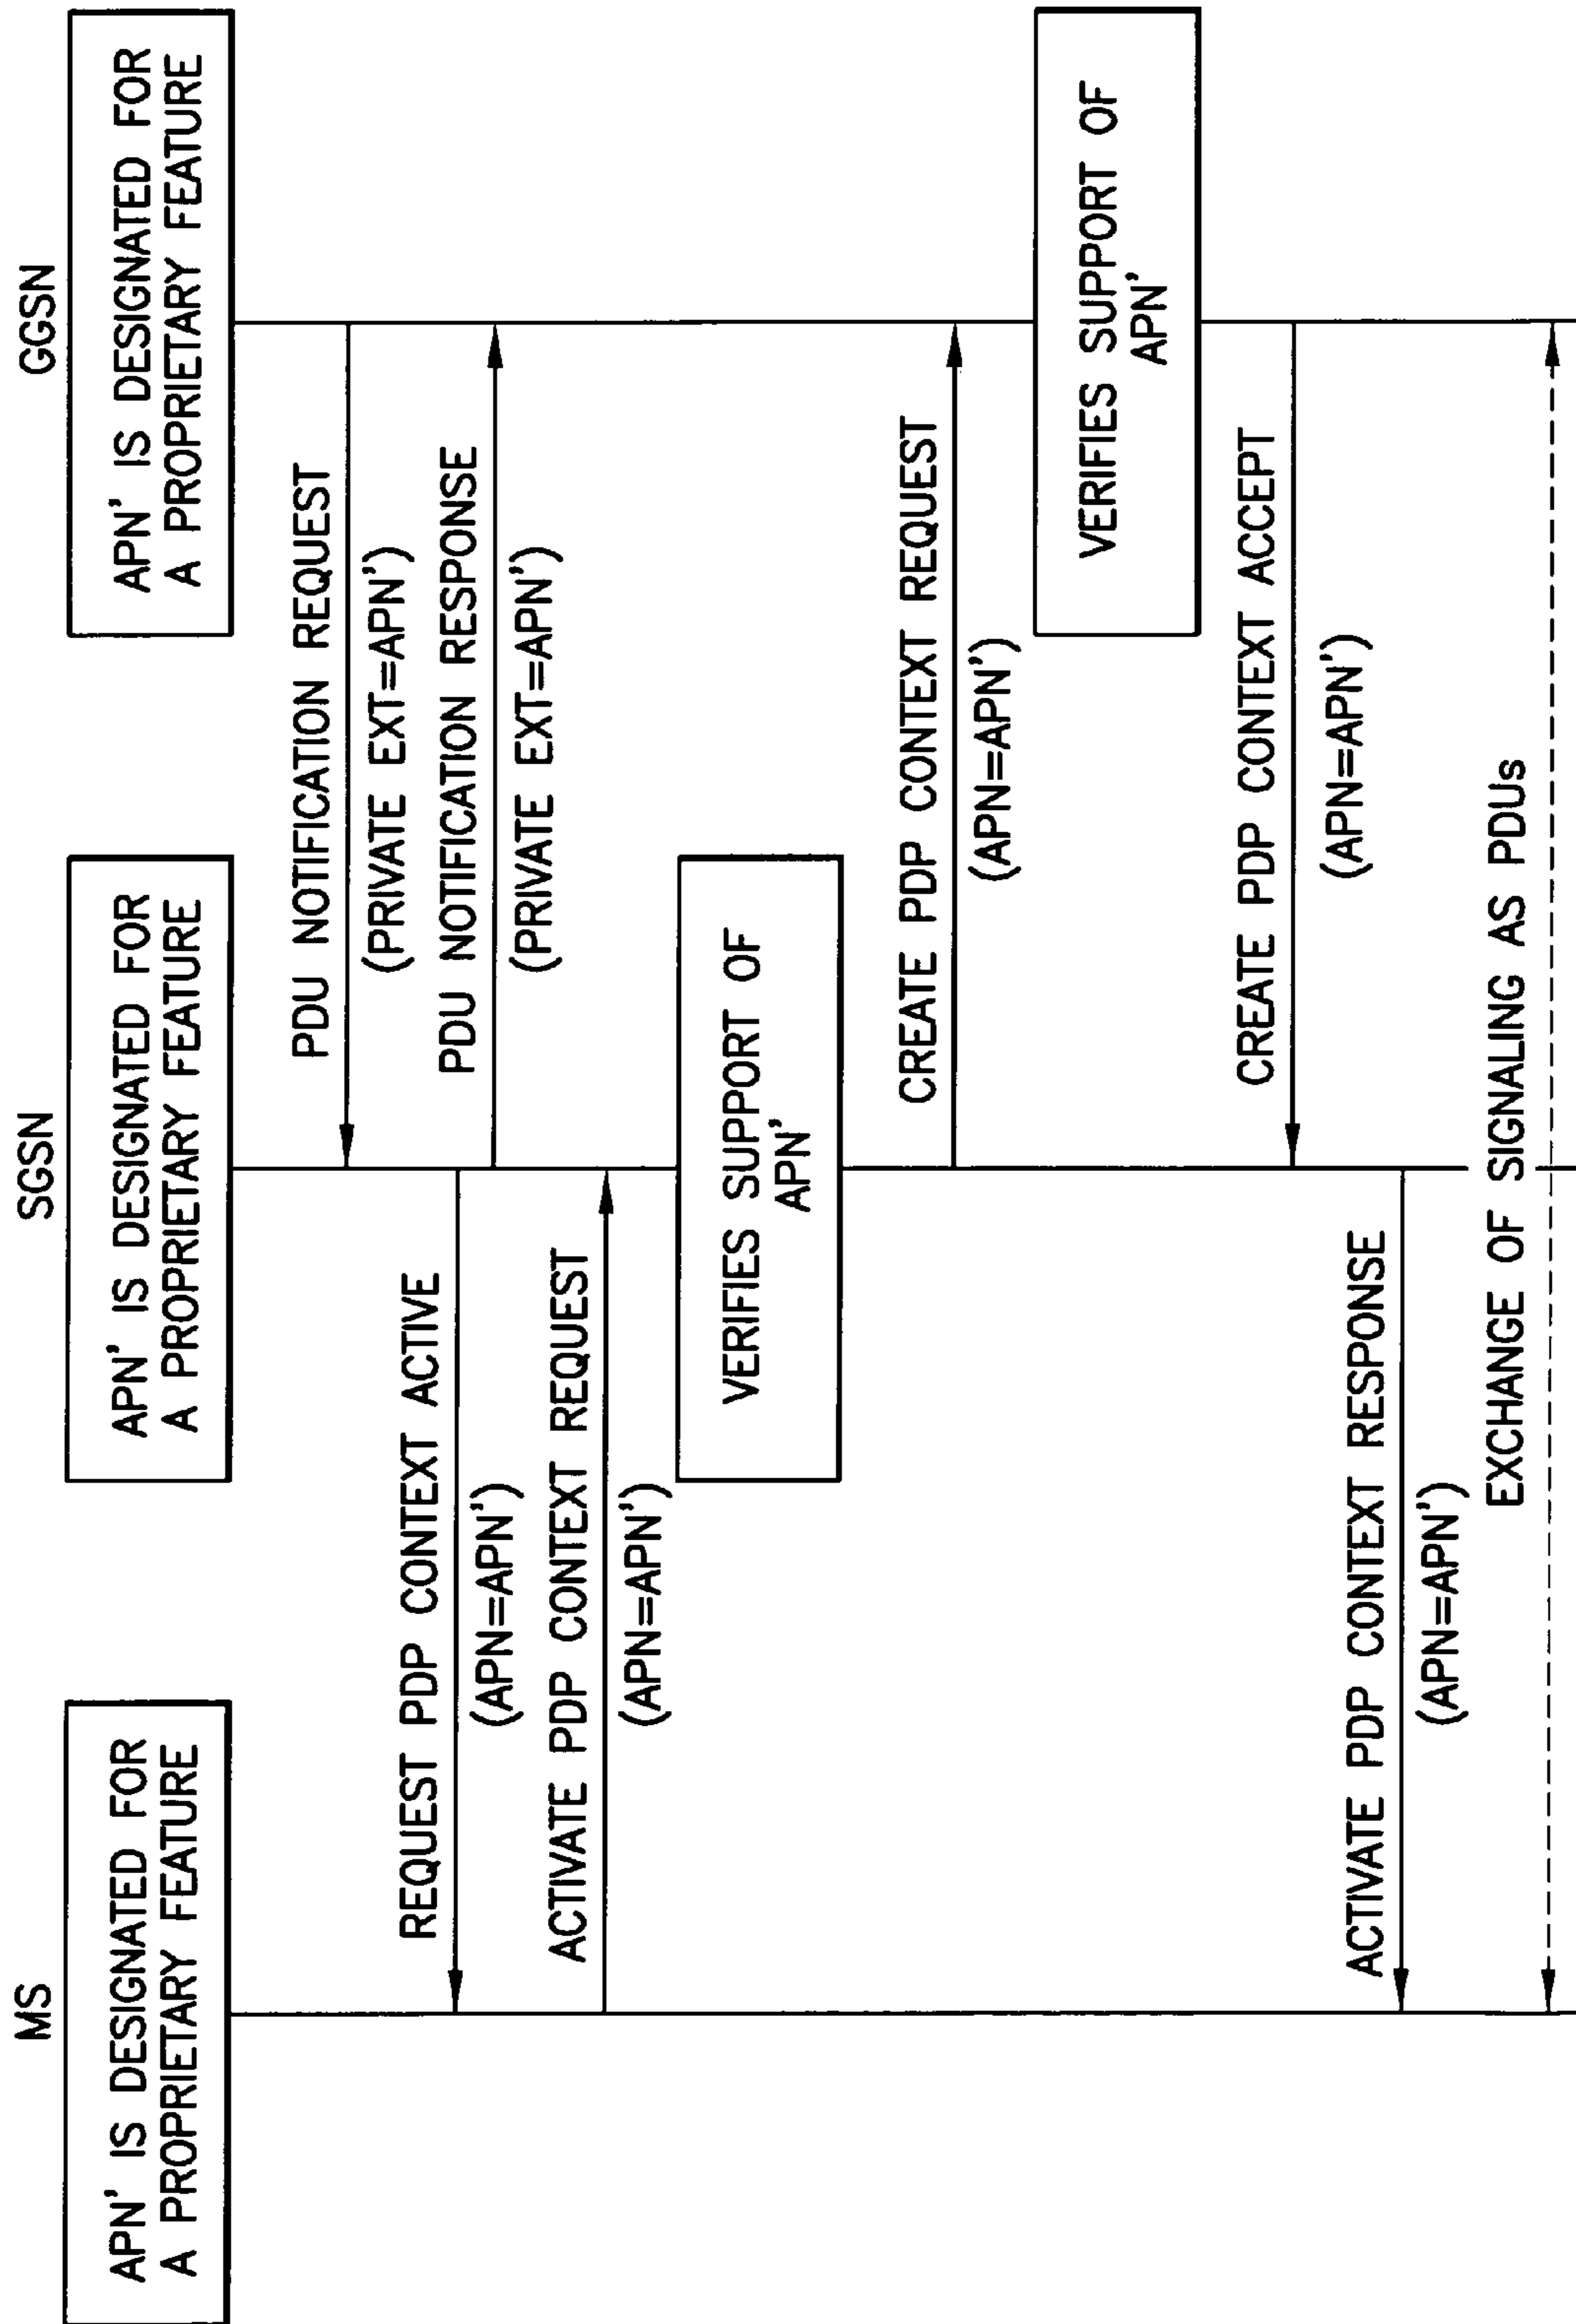 MS
SGSN
GGSN
APN' IS DESIGNATED FOR
A PROPRIETARY FEATURE
APN' IS DESIGNATED FOR
A PROPRIETARY FEATURE
APN' IS DESIGNATED FOR
A PROPRIETARY FEATURE
PDU NOTIFICATION REQUEST
(PRIVATE EXT=APN')
REQUEST PDP CONTEXT ACTIVE
(APN=APN')
PDU NOTIFICATION RESPONSE
(PRIVATE EXT=APN')
ACTIVATE PDP CONTEXT REQUEST
(APN=APN')
VERIFIES SUPPORT OF
APN'
CREATE PDP CONTEXT REQUEST
(APN=APN')
VERIFIES SUPPORT OF
APN'
CREATE PDP CONTEXT ACCEPT
(APN=APN')
ACTIVATE PDP CONTEXT RESPONSE
(APN=APN')
EXCHANGE OF SIGNALING AS PDUs